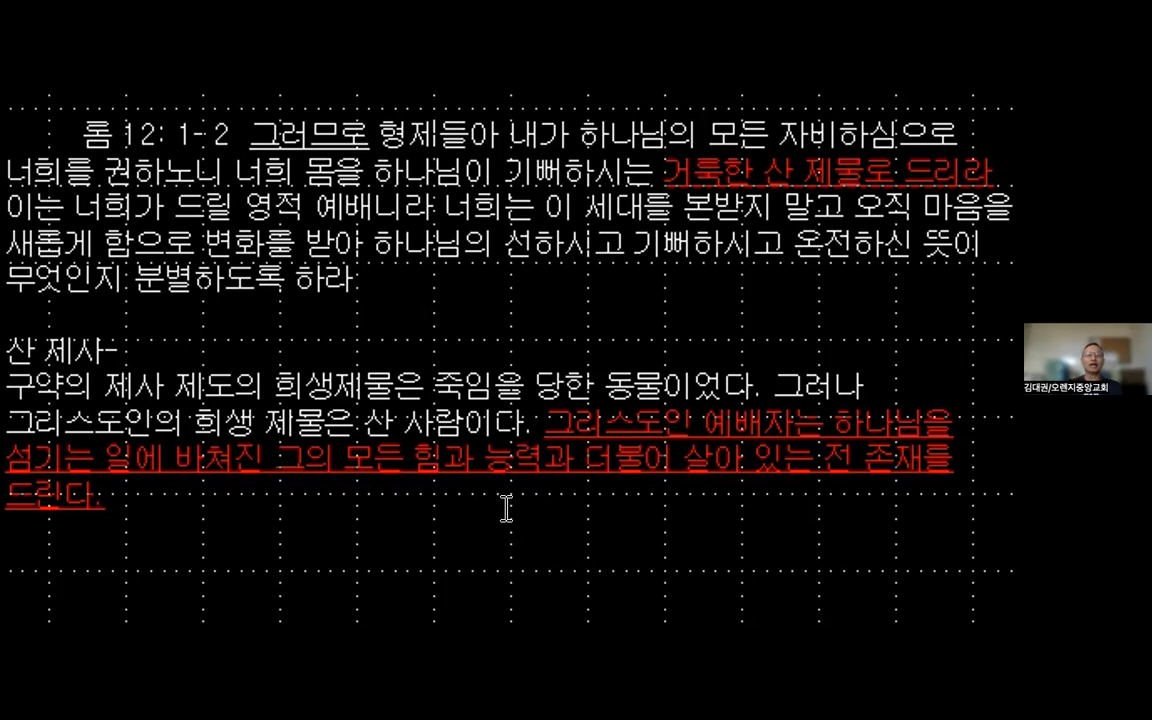 롬 12: 1- 2 그러므로 형제들아 내가 하나님의 모든 자비하심으로
너희를 권하노니 너희 몸을 하나님이 기뻐하시는 거룩한 산 제물로 드리라
이는 너희가 드릴 영적 예배니라 너희는 이 세대를 본받지 말고 오직 마음을
새롭게 함으로 변화를 받아 하나님의 선하시고 기뻐하시고 온전하신 뜻이
무엇인지 분별하도록 하라
산 제사-
구약의 제사 제도의 희생제물은 죽임을 당한 동물이었다. 그러나
그리스도인의 희생 제물은 산 사람이다. 그리스도인 예배자는 하나님을
섬기는 일에 바쳐진 그의 모든 힘과 능력과 더불어 살아 있는 전 존재를
드린다.
김대권/오렌지중앙교회